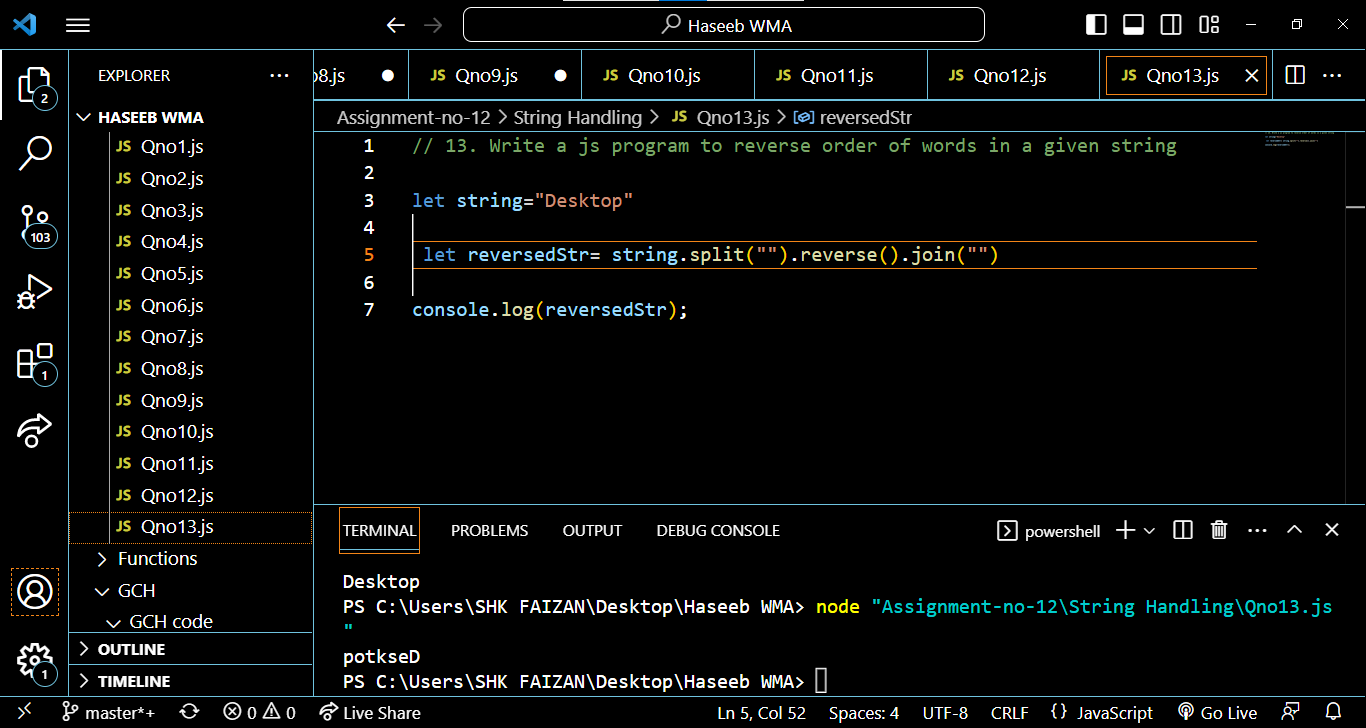 Haseeb WMA
EXPLORER
2
HASEEB WMA
JS Qno1.js
JS Qno2.js
JS Qno3.js
103
JS Qno4.js
JS Qno5.js
JS Qno6.js
JS Qno7.js
JS Qno8.js
1
JS Qno9.js
JS Qno10.js
JS Qno11.js
JS Qno12.js
JS Qno13.js
Functions
GCH
GCH code
OUTLINE
1
TIMELINE
o8.js JS Qno9.js JS Qno10.js JS Qno11.js JS Qno12.js JS Qno13.js
Assignment-no-12 > String Handling > JS Qno13.js > reversedStr
1 // 13. Write a js program to reverse order of words in a given string
2
3 let string="Desktop"
4
5 let reversedStr= string.split("").reverse().join("")
6
7 console.log(reversedStr);
TERMINAL PROBLEMS OUTPUT DEBUG CONSOLE powershell
Desktop
PS C:\Users\SHK FAIZAN\Desktop\Haseeb WMA> node "Assignment-no-12\String Handling\Qno13.js
"
potkseD
PS C:\Users\SHK FAIZAN\Desktop\Haseeb WMA>
master*+ 0 0 Live Share Ln 5, Col 52 Spaces: 4 UTF-8 CRLF {} JavaScript Go Live